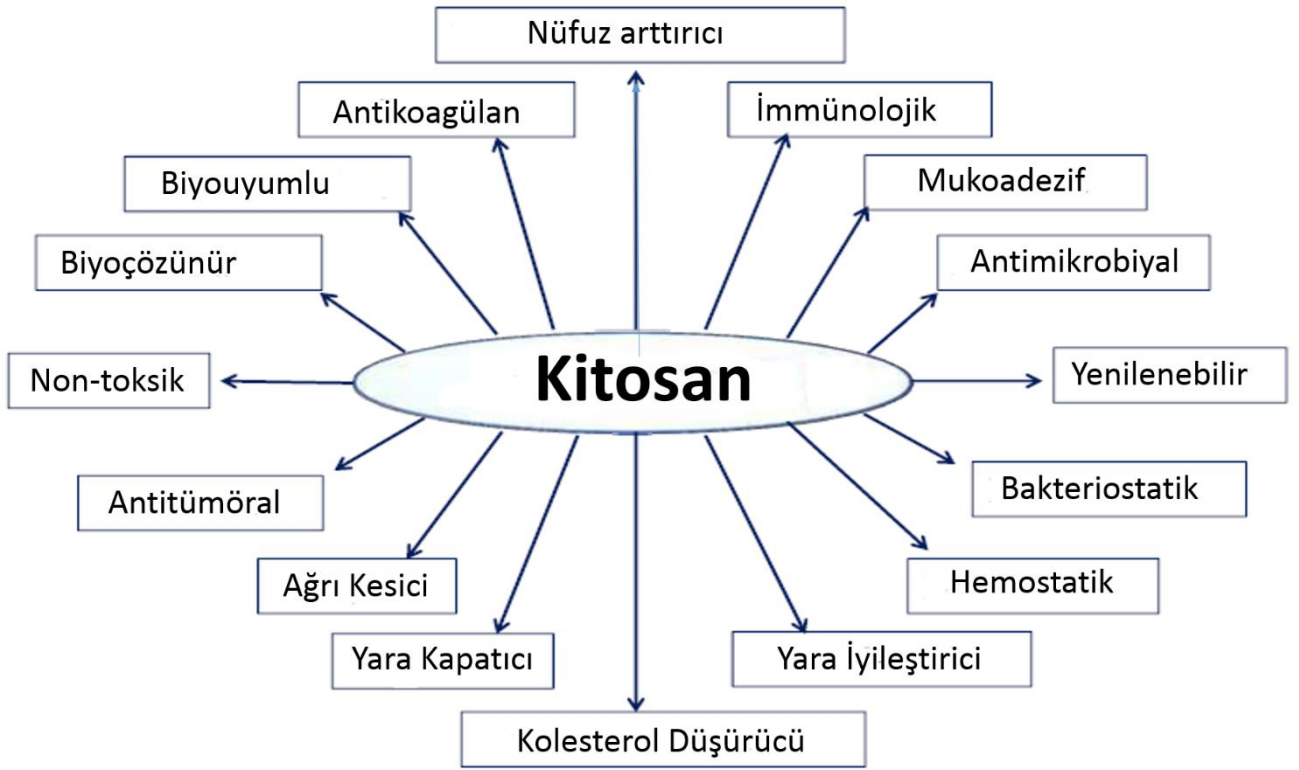 Nüfuz arttırıcı
Antikoagülan
İmmünolojik
Biyouyumlu
Mukoadezif
Biyoçözünür
Antimikrobiyal
Kitosan
Non-toksik
Yenilenebilir
Antitümöral
Bakteriostatik
Ağrı Kesici
Hemostatik
Yara Kapatıcı
Yara İyileştirici
Kolesterol Düşürücü